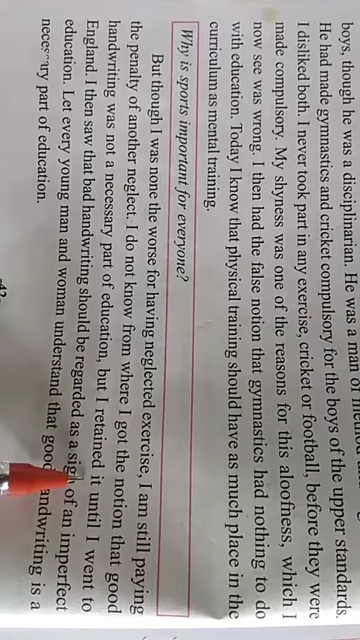 boys, though he was a disciplinarian. He was a man of
He had made gymnastics and cricket compulsory for the boys of the upper standards.
I disliked both. I never took part in any exercise, cricket or football, before they were
made compulsory. My shyness was one of the reasons for this aloofness, which I
now see was wrong. I then had the false notion that gymnastics had nothing to do
with education. Today I know that physical training should have as much place in the
curriculum as mental training.
Why is sports important for everyone?
But though I was none the worse for having neglected exercise, I am still paying
the penalty of another neglect. I do not know from where I got the notion that good
handwriting was not a necessary part of education, but I retained it until I went to
England. I then saw that bad handwriting should be regarded as a sign of an imperfect
education. Let every young man and woman understand that good handwriting is a
necessary part of education.